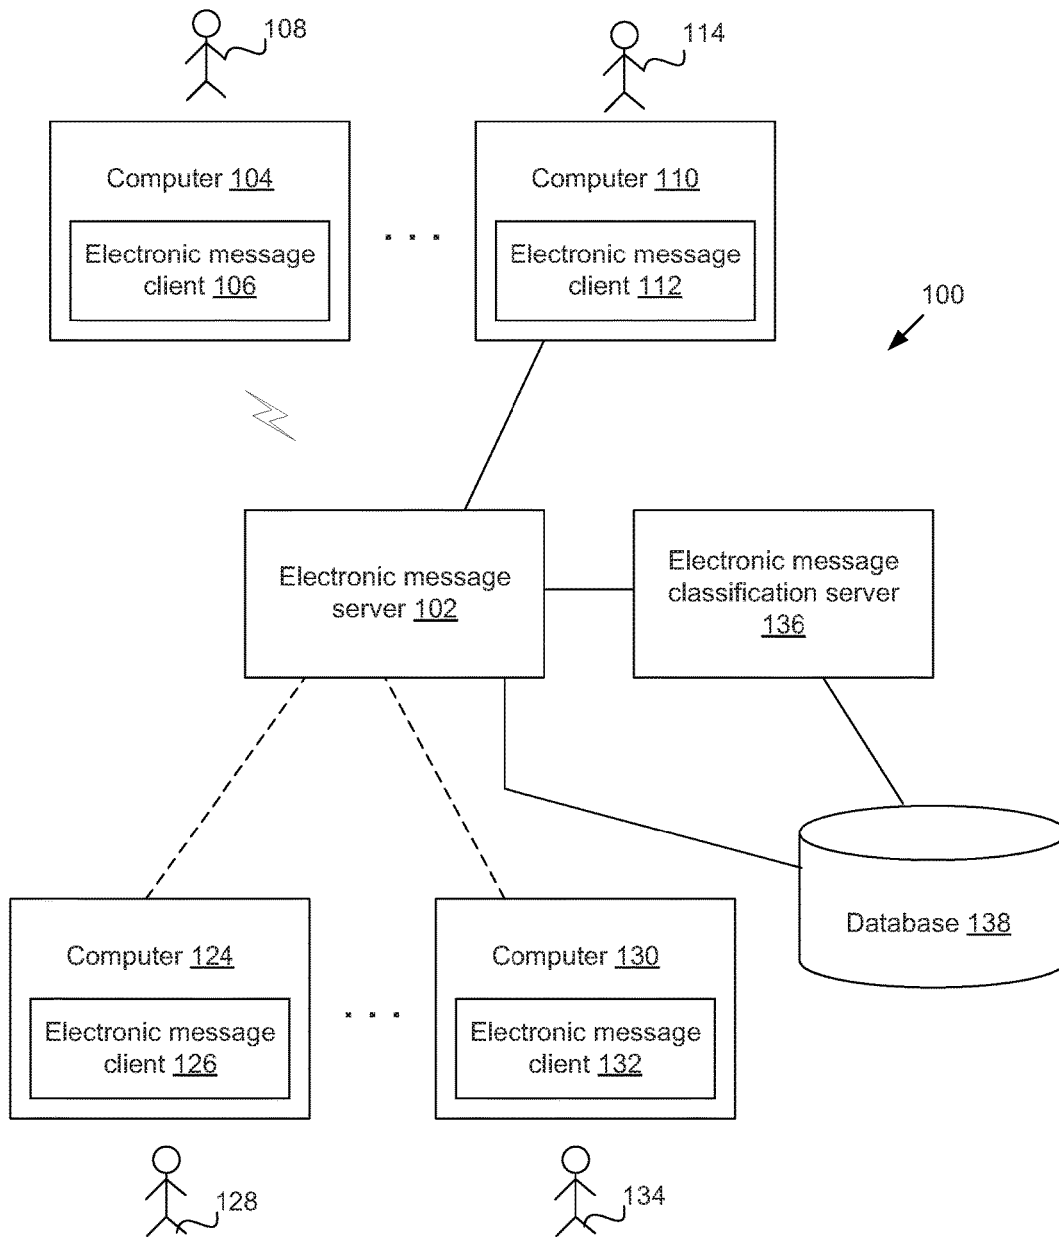 108
114
Computer 104
Computer 110
Electronic message
client 106
Electronic message
client 112
100
Electronic message
server 102
Electronic message
classification server
136
Database 138
Computer 124
Computer 130
Electronic message
client 126
Electronic message
client 132
128
134